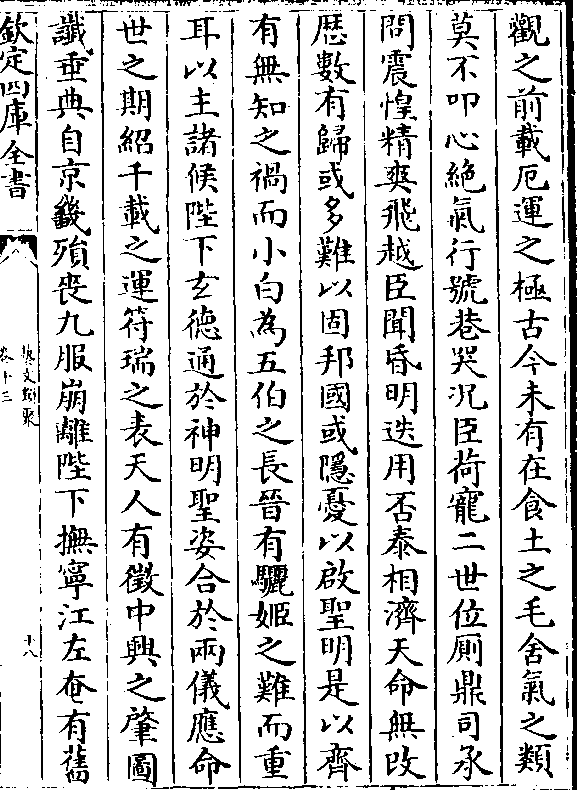 觀之前載厄運之極古今未有在食土之毛舍氣之類
莫不叩心絶氣行號巷哭况臣荷寵二世位厠鼎司承
問震惶精爽飛越臣聞昏明迭用否泰相濟天命無改
厯數有歸或多難以固邦國或隱憂以啟聖明是以齊
有無知之禍而小白為五伯之長晉有驪姬之難而重
耳以主諸侯陛下玄德通於神明聖姿合於兩儀應命
世之期紹千載之運符瑞之表天人有徵中興之肇圖
讖垂典自京畿殞喪九服崩離陛下撫寧江左奄有舊
欽定四庫全書
藝文類聚
卷十三
十八